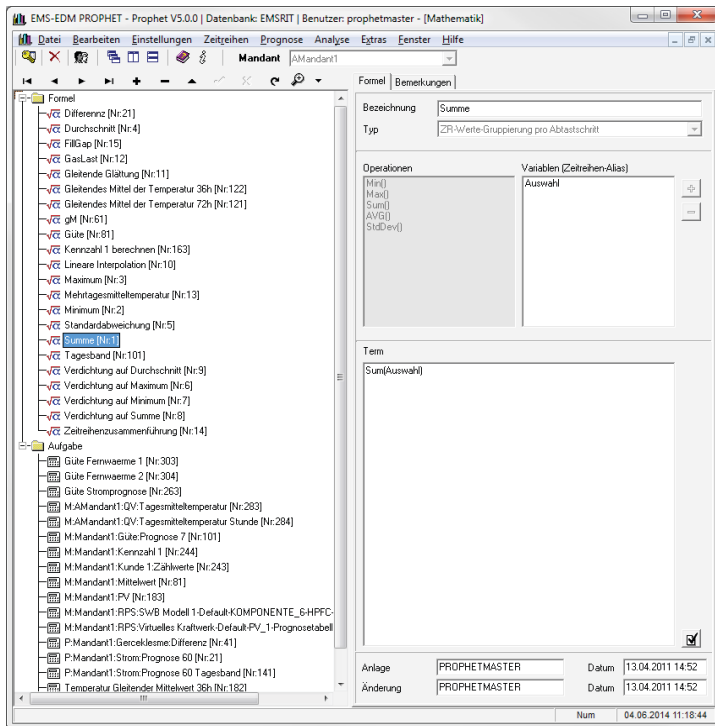 EMS-EDM PROPHET - Prophet V5.0.0 | Datenbank: EMSRIT | Benutzer: prophetmaster - [Mathematik]
Datei Bearbeiten Einstellungen Zeitreihen Prognose Analyse Extras Fenster Hilfe
Mandant AMandant1
Formel
Differennz [Nr:21]
Durchschnitt [Nr:4]
FillGap [Nr:15]
GasLast [Nr:12]
Gleitende Glättung [Nr:11]
Gleitendes Mittel der Temperatur 36h [Nr:122]
Gleitendes Mittel der Temperatur 72h [Nr:121]
gM [Nr:61]
Güte [Nr:81]
Kennzahl 1 berechnen [Nr:163]
Lineare Interpolation [Nr:10]
Maximum [Nr:3]
Mehrtagesmitteltemperatur [Nr:13]
Minimum [Nr:2]
Standardabweichung [Nr:5]
Summe [Nr:1]
Tagesband [Nr:101]
Verdichtung auf Durchschnitt [Nr:9]
Verdichtung auf Maximum [Nr:6]
Verdichtung auf Minimum [Nr:7]
Verdichtung auf Summe [Nr:8]
Zeitreihenzusammenführung [Nr:14]
Aufgabe
Güte Fernwaerme 1 [Nr:303]
Güte Fernwaerme 2 [Nr:304]
Güte Stromprognose [Nr:263]
M:AMandant1:QV:Tagesmitteltemperatur [Nr:283]
M:AMandant1:QV:Tagesmitteltemperatur Stunde [Nr:284]
M:Mandant1:Güte:Prognose 7 [Nr:101]
M:Mandant1:Kennzahl 1 [Nr:244]
M:Mandant1:Kunde 1:Zählwerte [Nr:243]
M:Mandant1:Mittelwert [Nr:81]
M:Mandant1:PV [Nr:183]
M:Mandant1:RPS:SWB Modell 1-Default-KOMPONENTE_6-HPFC-
M:Mandant1:RPS:Virtuelles Kraftwerk-Default-PV_1-Prognosetabell
P:Mandant1:Gerceklesme:Differenz [Nr:41]
P:Mandant1:Strom:Prognose 60 [Nr:21]
P:Mandant1:Strom:Prognose 60 Tagesband [Nr:141]
Temperatur Gleitender Mittelwert 36h [Nr:182]
Formel Bemerkungen
Bezeichnung Summe
Typ ZR-Werte-Gruppierung pro Abtastschritt
Operationen Variablen (Zeitreihen-Alias)
Min() Auswahl
Max()
Sum()
AVG()
StdDev()
Term
Sum(Auswahl)
Anlage PROPHETMASTER Datum 13.04.2011 14:52
Änderung PROPHETMASTER Datum 13.04.2011 14:52
Num 04.06.2014 11:18:44